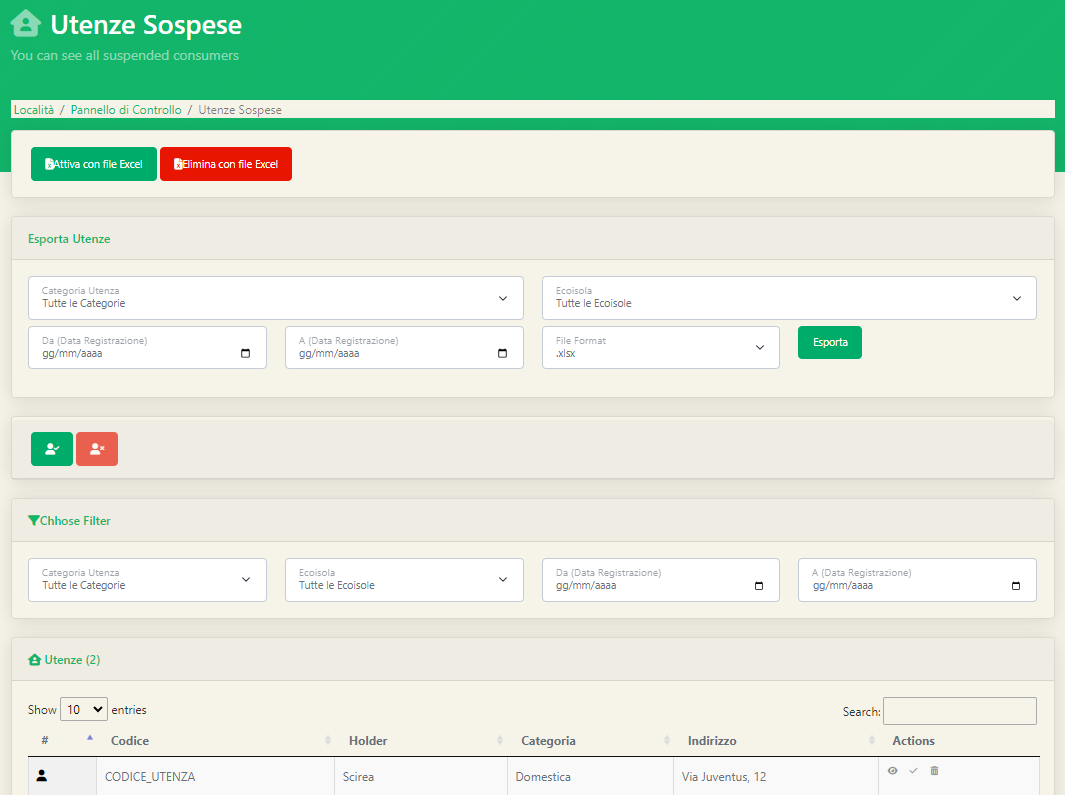 Utenze Sospese
You can see all suspended consumers
Località / Pannello di Controllo / Utenze Sospese
Attiva con file Excel Elimina con file Excel
Esporta Utenze
Categoria Utenza Ecoisola
Tutte le Categorie Tutte le Ecoisole
Da (Data Registrazione) A (Data Registrazione) File Format
gg/mm/aaaa gg/mm/aaaa .xlsx Esporta
Chhose Filter
Categoria Utenza Ecoisola Da (Data Registrazione) A (Data Registrazione)
Tutte le Categorie Tutte le Ecoisole gg/mm/aaaa gg/mm/aaaa
Utenze (2)
Show 10 entries Search:
# Codice Holder Categoria Indirizzo Actions
CODICE_UTENZA Scirea Domestica Via Juventus, 12